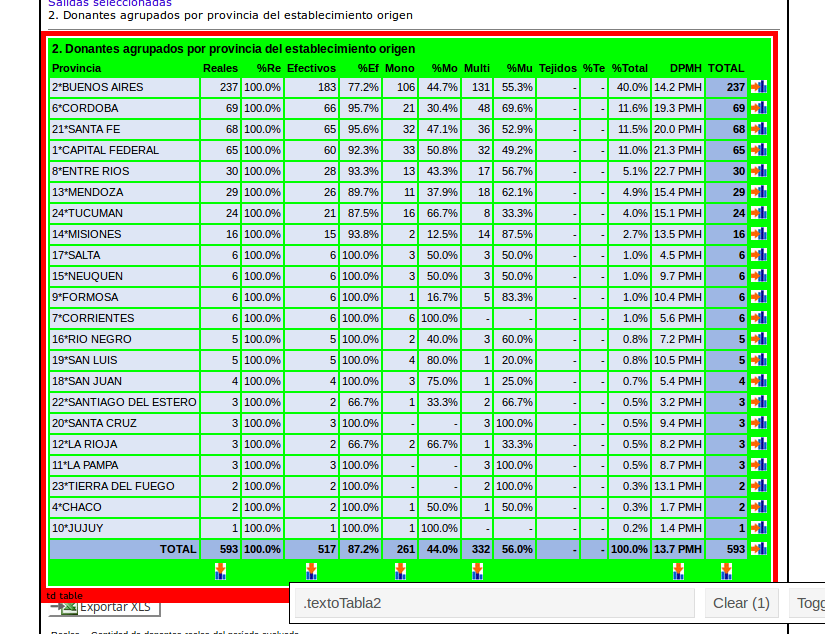 Salidas seleccionadas
2. Donantes agrupados por provincia del establecimiento origen
2. Donantes agrupados por provincia del establecimiento origen
Provincia Reales %Re Efectivos %Ef Mono %Mo Multi %Mu Tejidos %Te %Total DPMH TOTAL
2*BUENOS AIRES 237 100.0% 183 77.2% 106 44.7% 131 55.3% - - 40.0% 14.2 PMH 237
6*CORDOBA 69 100.0% 66 95.7% 21 30.4% 48 69.6% - - 11.6% 19.3 PMH 69
21*SANTA FE 68 100.0% 65 95.6% 32 47.1% 36 52.9% - - 11.5% 20.0 PMH 68
1*CAPITAL FEDERAL 65 100.0% 60 92.3% 33 50.8% 32 49.2% - - 11.0% 21.3 PMH 65
8*ENTRE RIOS 30 100.0% 28 93.3% 13 43.3% 17 56.7% - - 5.1% 22.7 PMH 30
13*MENDOZA 29 100.0% 26 89.7% 11 37.9% 18 62.1% - - 4.9% 15.4 PMH 29
24*TUCUMAN 24 100.0% 21 87.5% 16 66.7% 8 33.3% - - 4.0% 15.1 PMH 24
14*MISIONES 16 100.0% 15 93.8% 2 12.5% 14 87.5% - - 2.7% 13.5 PMH 16
17*SALTA 6 100.0% 6 100.0% 3 50.0% 3 50.0% - - 1.0% 4.5 PMH 6
15*NEUQUEN 6 100.0% 6 100.0% 3 50.0% 3 50.0% - - 1.0% 9.7 PMH 6
9*FORMOSA 6 100.0% 6 100.0% 1 16.7% 5 83.3% - - 1.0% 10.4 PMH 6
7*CORRIENTES 6 100.0% 6 100.0% 6 100.0% - - - - 1.0% 5.6 PMH 6
16*RIO NEGRO 5 100.0% 5 100.0% 2 40.0% 3 60.0% - - 0.8% 7.2 PMH 5
19*SAN LUIS 5 100.0% 5 100.0% 4 80.0% 1 20.0% - - 0.8% 10.5 PMH 5
18*SAN JUAN 4 100.0% 4 100.0% 3 75.0% 1 25.0% - - 0.7% 5.4 PMH 4
22*SANTIAGO DEL ESTERO 3 100.0% 2 66.7% 1 33.3% 2 66.7% - - 0.5% 3.2 PMH 3
20*SANTA CRUZ 3 100.0% 3 100.0% - - 3 100.0% - - 0.5% 9.4 PMH 3
12*LA RIOJA 3 100.0% 2 66.7% 2 66.7% 1 33.3% - - 0.5% 8.2 PMH 3
11*LA PAMPA 3 100.0% 3 100.0% - - 3 100.0% - - 0.5% 8.7 PMH 3
23*TIERRA DEL FUEGO 2 100.0% 2 100.0% - - 2 100.0% - - 0.3% 13.1 PMH 2
4*CHACO 2 100.0% 2 100.0% 1 50.0% 1 50.0% - - 0.3% 1.7 PMH 2
10*JUJUY 1 100.0% 1 100.0% 1 100.0% - - - - 0.2% 1.4 PMH 1
TOTAL 593 100.0% 517 87.2% 261 44.0% 332 56.0% - - 100.0% 13.7 PMH 593
td table
Exportar XLS
.textoTabla2 Clear (1) Togg